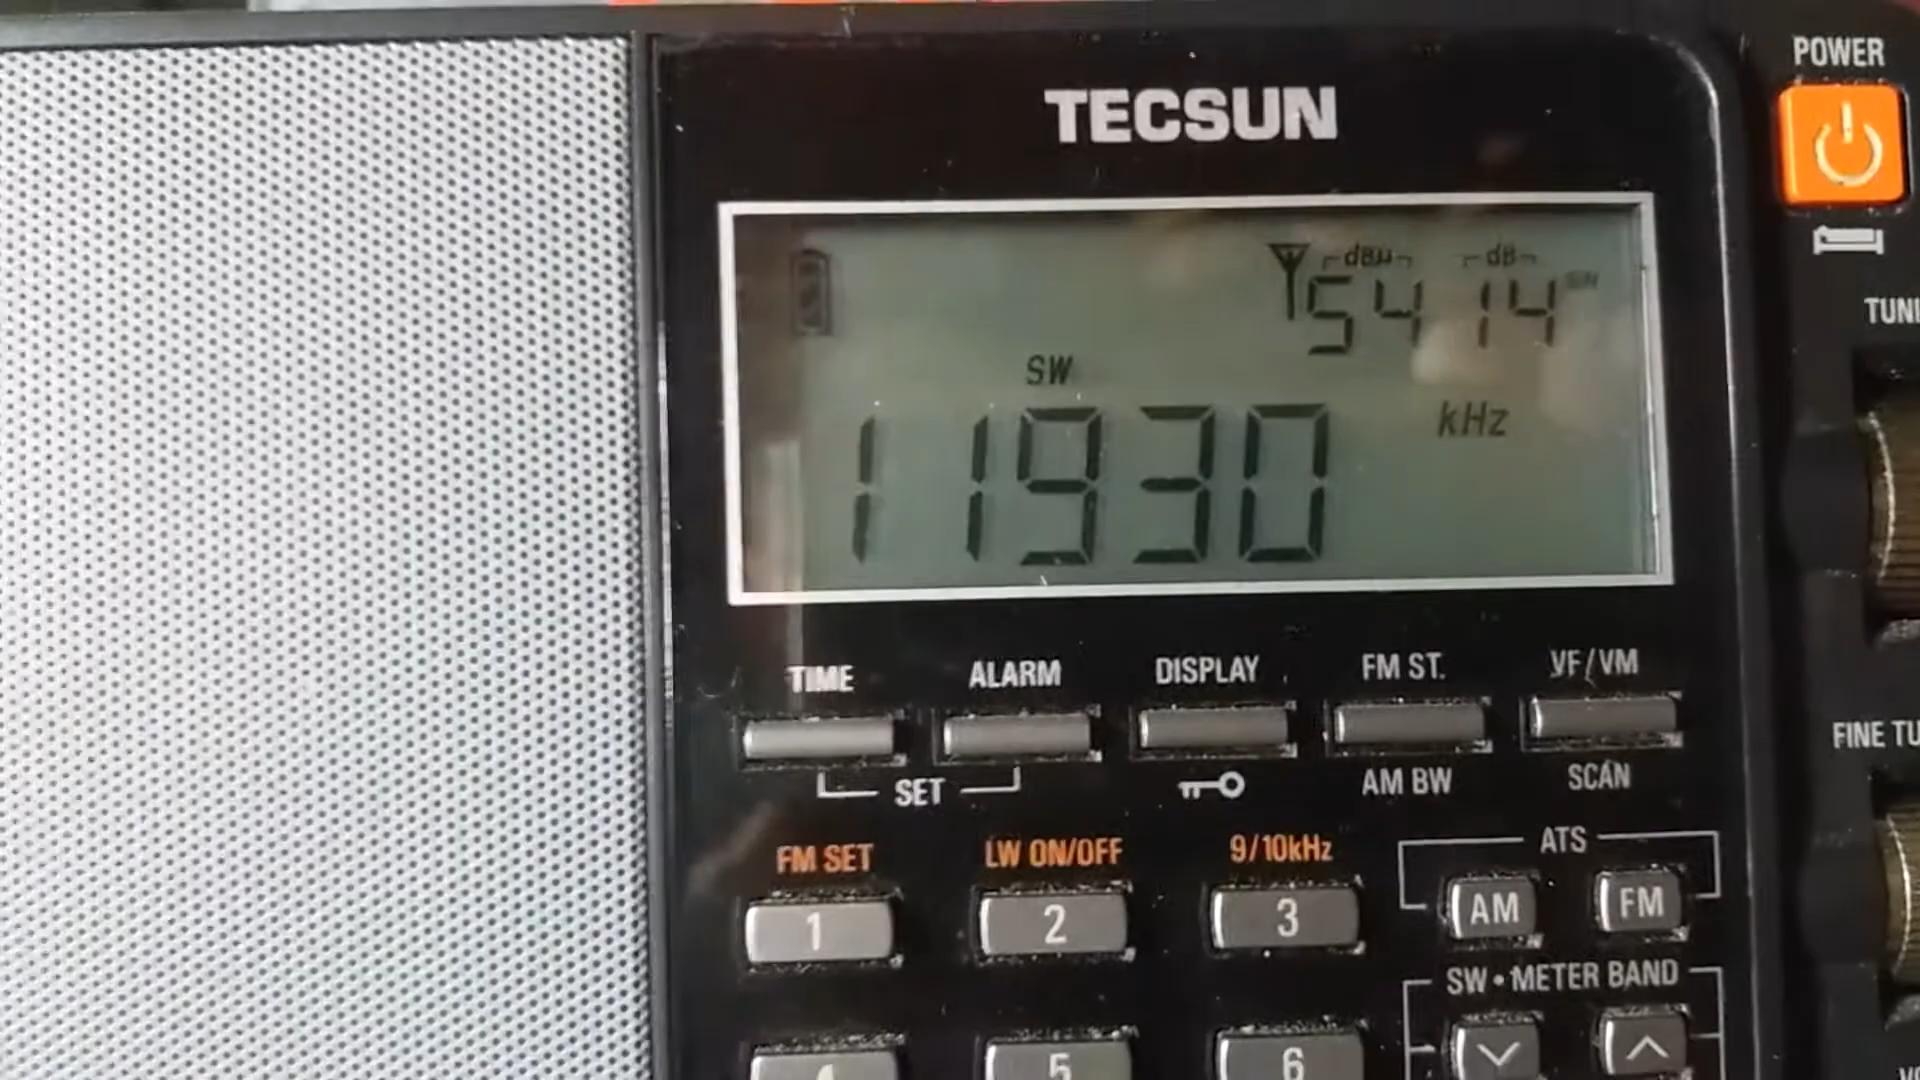 POWER
TECSUN
dBµ dB
54 14
SW
11930 kHz
TIME ALARM DISPLAY FM ST. VF/VM
SET AM BW SCAN
FM SET LW ON/OFF 9/10kHz ATS
1 2 3 AM FM
SW•METER BAND
5 6
FINE